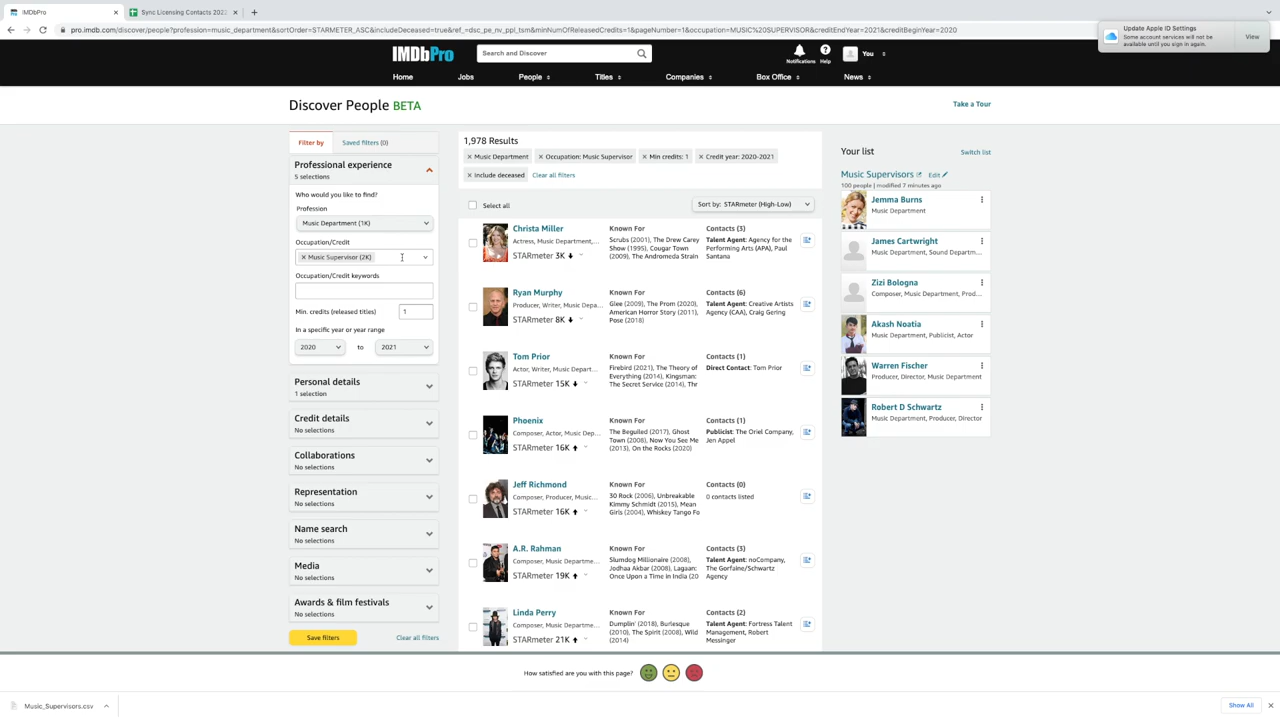 IMDbPro
Sync Licensing Contacts 202
pro.imdb.com/discover/people?profession=music_department&sortOrder=STARMETER_ASC&includeDeceased=true&ref_=dsc_pe_nv_ppl_tsm&minNumOfReleasedCredits=1&pageNumber=1&occupation=MUSIC%20SUPERVISOR&creditEndYear=2021&creditBeginYear=2020
Update Apple ID Settings
Some account services will not be
available until you sign in again.
View
IMDbPro
Search and Discover
Notifications
Help
You
Home
Jobs
People
Titles
Companies
Box Office
News
Discover People BETA
Take a Tour
Filter by
Saved filters (0)
Professional experience
5 selections
Who would you like to find?
Profession
Music Department (1K)
Occupation/Credit
× Music Supervisor (2K)
Occupation/Credit keywords
Min. credits (released titles)
1
In a specific year or year range
2020
to
2021
Personal details
1 selection
Credit details
No selections
Collaborations
No selections
Representation
No selections
Name search
No selections
Media
No selections
Awards & film festivals
No selections
Save filters
Clear all filters
1,978 Results
× Music Department
× Occupation: Music Supervisor
× Min credits: 1
× Credit year: 2020-2021
× Include deceased
Clear all filters
Select all
Sort by: STARmeter (High-Low)
Christa Miller
Actress, Music Department,...
STARmeter 3K
Known For
Scrubs (2001), The Drew Carey
Show (1995), Cougar Town
(2009), The Andromeda Strain
Contacts (3)
Talent Agent: Agency for the
Performing Arts (APA), Paul
Santana
Ryan Murphy
Producer, Writer, Music Depa...
STARmeter 8K
Known For
Glee (2009), The Prom (2020),
American Horror Story (2011),
Pose (2018)
Contacts (6)
Talent Agent: Creative Artists
Agency (CAA), Craig Gering
Tom Prior
Actor, Writer, Music Departm...
STARmeter 15K
Known For
Firebird (2021), The Theory of
Everything (2014), Kingsman:
The Secret Service (2014), Thr
Contacts (1)
Direct Contact: Tom Prior
Phoenix
Composer, Actor, Music Dep...
STARmeter 16K
Known For
The Beguiled (2017), Ghost
Town (2008), Now You See Me
(2013), On the Rocks (2020)
Contacts (1)
Publicist: The Oriel Company,
Jen Appel
Jeff Richmond
Composer, Producer, Music...
STARmeter 16K
Known For
30 Rock (2006), Unbreakable
Kimmy Schmidt (2015), Mean
Girls (2004), Whiskey Tango Fo
Contacts (0)
0 contacts listed
A.R. Rahman
Composer, Music Departme...
STARmeter 19K
Known For
Slumdog Millionaire (2008),
Jodhaa Akbar (2008), Lagaan:
Once Upon a Time in India (20
Contacts (3)
Talent Agent: noCompany,
The Gorfaine/Schwartz
Agency
Linda Perry
Composer, Music Departme...
STARmeter 21K
Known For
Dumplin' (2018), Burlesque
(2010), The Spirit (2008), Wild
(2014)
Contacts (2)
Talent Agent: Fortress Talent
Management, Robert
Messinger
Your list
Switch list
Music Supervisors
Edit
100 people | modified 7 minutes ago
Jemma Burns
Music Department
James Cartwright
Music Department, Sound Departm...
Zizi Bologna
Composer, Music Department, Prod...
Akash Noatia
Music Department, Publicist, Actor
Warren Fischer
Producer, Director, Music Department
Robert D Schwartz
Music Department, Producer, Director
How satisfied are you with this page?
Music_Supervisors.csv
Show All